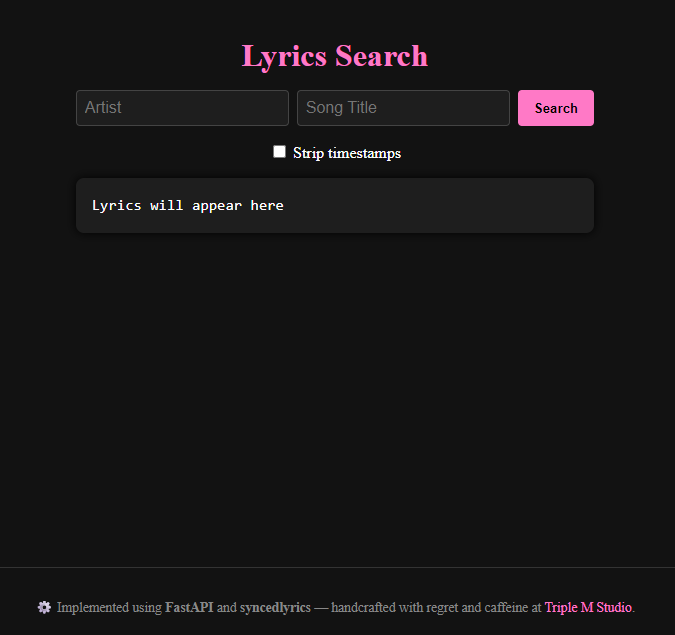 Lyrics Search
Artist
Song Title
Search
Strip timestamps
Lyrics will appear here
Implemented using FastAPI and syncedlyrics — handcrafted with regret and caffeine at Triple M Studio.